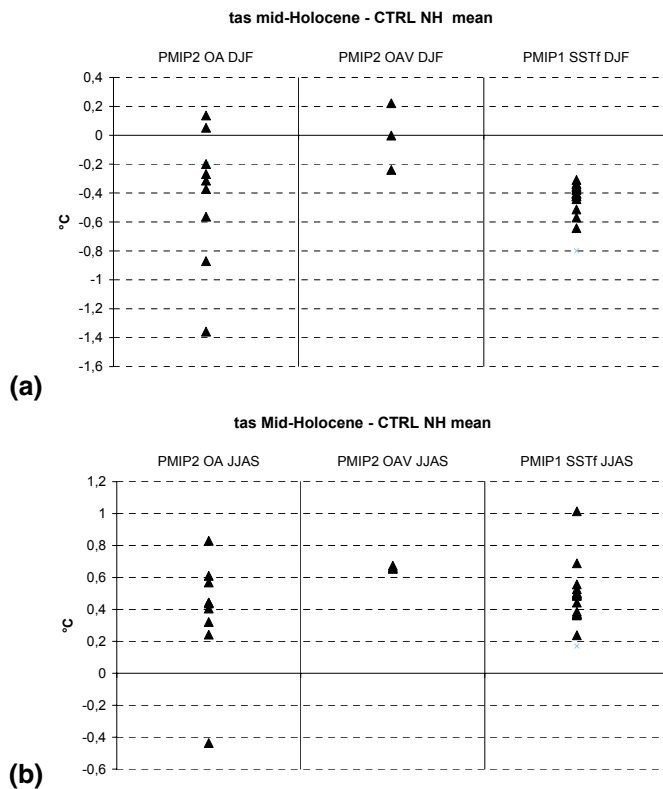 tas mid-Holocene - CTRL NH mean
PMIP2 OA DJF PMIP2 OAV DJF PMIP1 SSTf DJF
0,4
0,2
0
-0,2
-0,4
-0,6
-0,8
-1
-1,2
-1,4
-1,6
°C
(a)
tas Mid-Holocene - CTRL NH mean
PMIP2 OA JJAS PMIP2 OAV JJAS PMIP1 SSTf JJAS
1,2
1
0,8
0,6
0,4
0,2
0
-0,2
-0,4
-0,6
°C
(b)